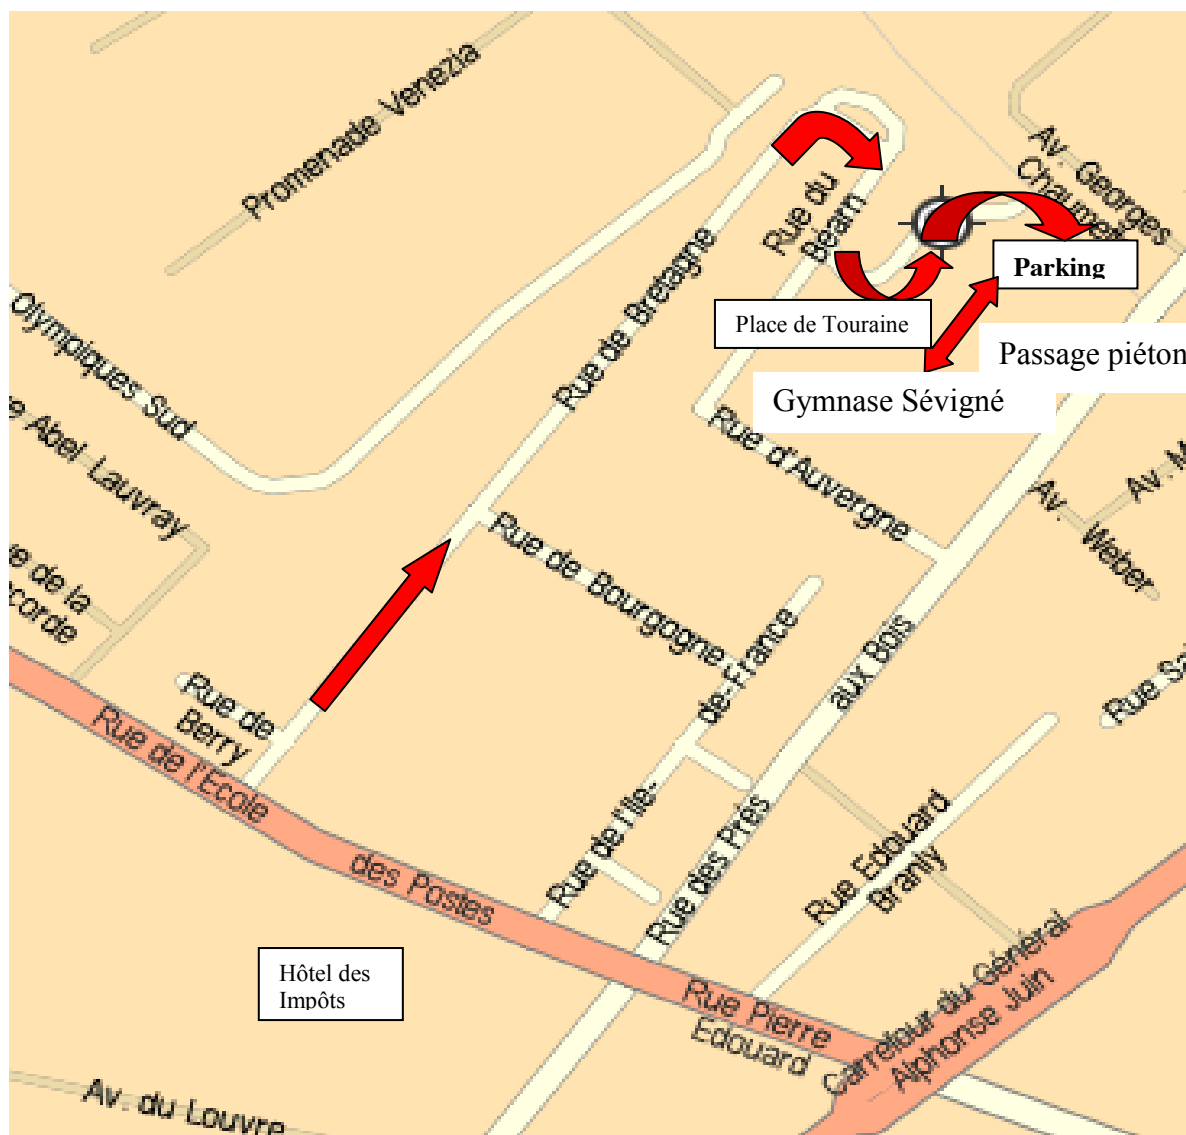 Promenade Venezia
Av. Georges
Chaumet
Rue du
Béarn
Rue de Bretagne
Parking
Place de Touraine
Passage piéton
Gymnase Sévigné
Olympiques Sud
Abel Lauvray
Rue d'Auvergne
Av. Weber
Av. M
de la
Rue de Bourgogne
Rue de l'Ile-
de-France
Rue des Prés
aux Bois
Rue Sa
Rue de
Berry
Rue de l'Ecole
des Postes
Rue Edouard
Branly
Hôtel des
Impôts
Rue Pierre
Edouard
Carrefour du Général
Alphonse Juin
Av. du Louvre